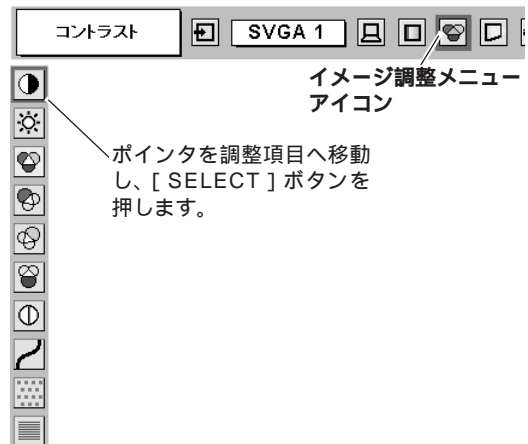 コントラスト
SVGA 1
イメージ調整メニュー
アイコン
ポインタを調整項目へ移動
し、[ SELECT ] ボタンを
押します。